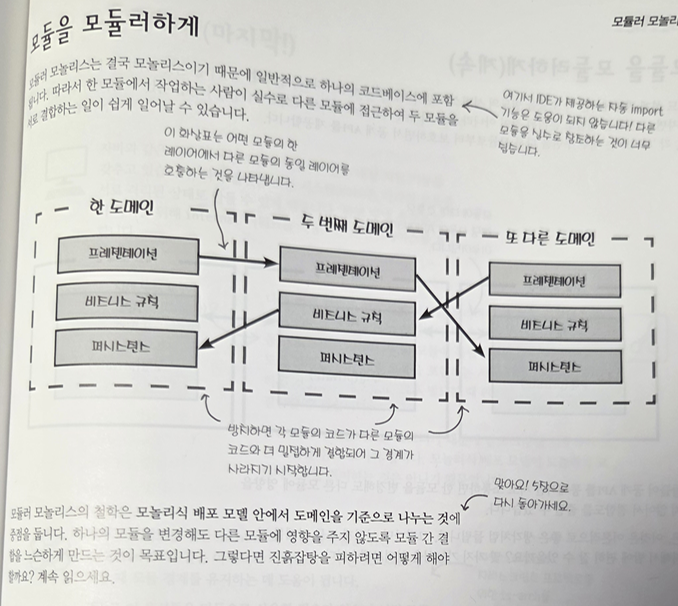 모듈러 모놀리
모듈을 모듈러하게
모듈러 모놀리스는 결국 모놀리스이기 때문에 일반적으로 하나의 코드베이스에 포함
됩니다. 따라서 한 모듈에서 작업하는 사람이 실수로 다른 모듈에 접근하여 두 모듈을
서로 결합하는 일이 쉽게 일어날 수 있습니다.
여기서 IDE가 제공하는 자동 import
기능은 도움이 되지 않습니다! 다른
모듈을 실수로 참조하는 것이 너무
쉽습니다.
이 화살표는 어떤 모듈의 한
레이어에서 다른 모듈의 동일 레이어를
호출하는 것을 나타냅니다.
한 도메인
프레젠테이션
비즈니스 규칙
퍼시스턴스
두 번째 도메인
프레젠테이션
비즈니스 규칙
퍼시스턴스
또 다른 도메인
프레젠테이션
비즈니스 규칙
퍼시스턴스
방치하면 각 모듈의 코드가 다른 모듈의
코드와 더 밀접하게 결합되어 그 경계가
사라지기 시작합니다.
맞아요! 5장으로
다시 돌아가세요.
모듈러 모놀리스의 철학은 모놀리식 배포 모델 안에서 도메인을 기준으로 나누는 것에
중점을 둡니다. 하나의 모듈을 변경해도 다른 모듈에 영향을 주지 않도록 모듈 간 결
합을 느슨하게 만드는 것이 목표입니다. 그렇다면 진흙잡탕을 피하려면 어떻게 해야
할까요? 계속 읽으세요.